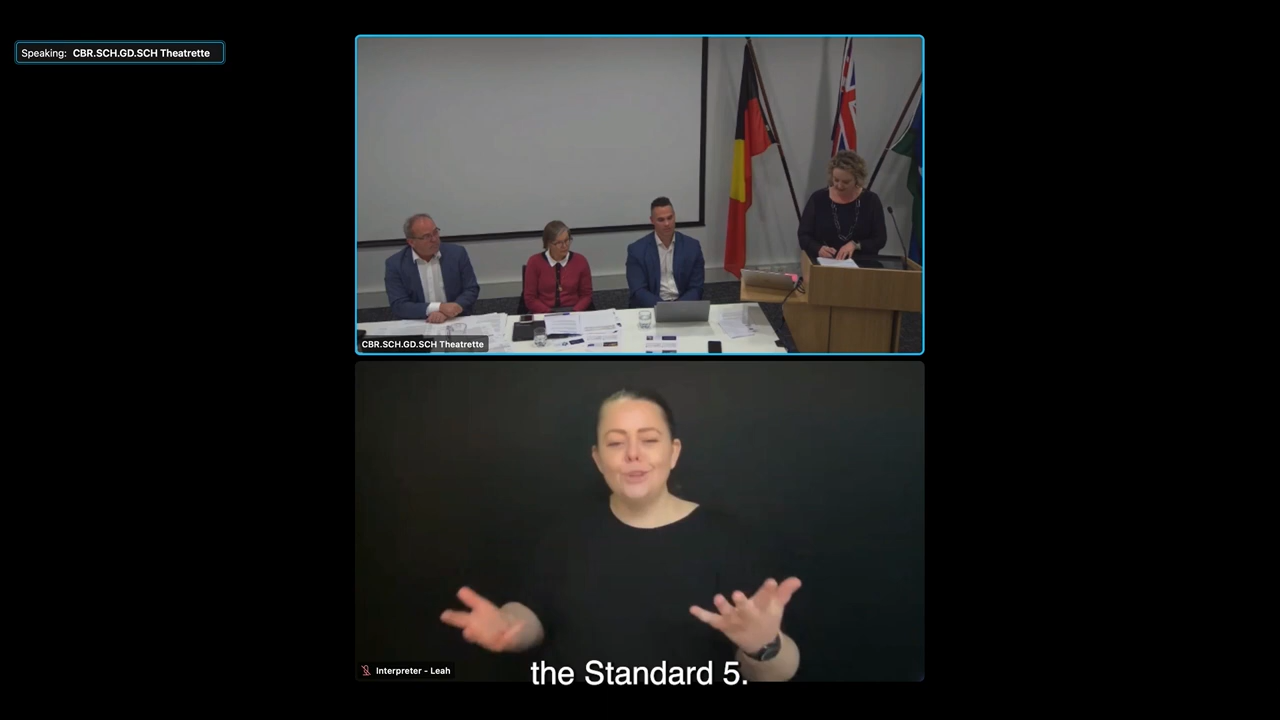 Speaking: CBR.SCH.GD.SCH Theatrette
CBR.SCH.GD.SCH Theatrette
Interpreter - Leah
the Standard 5.